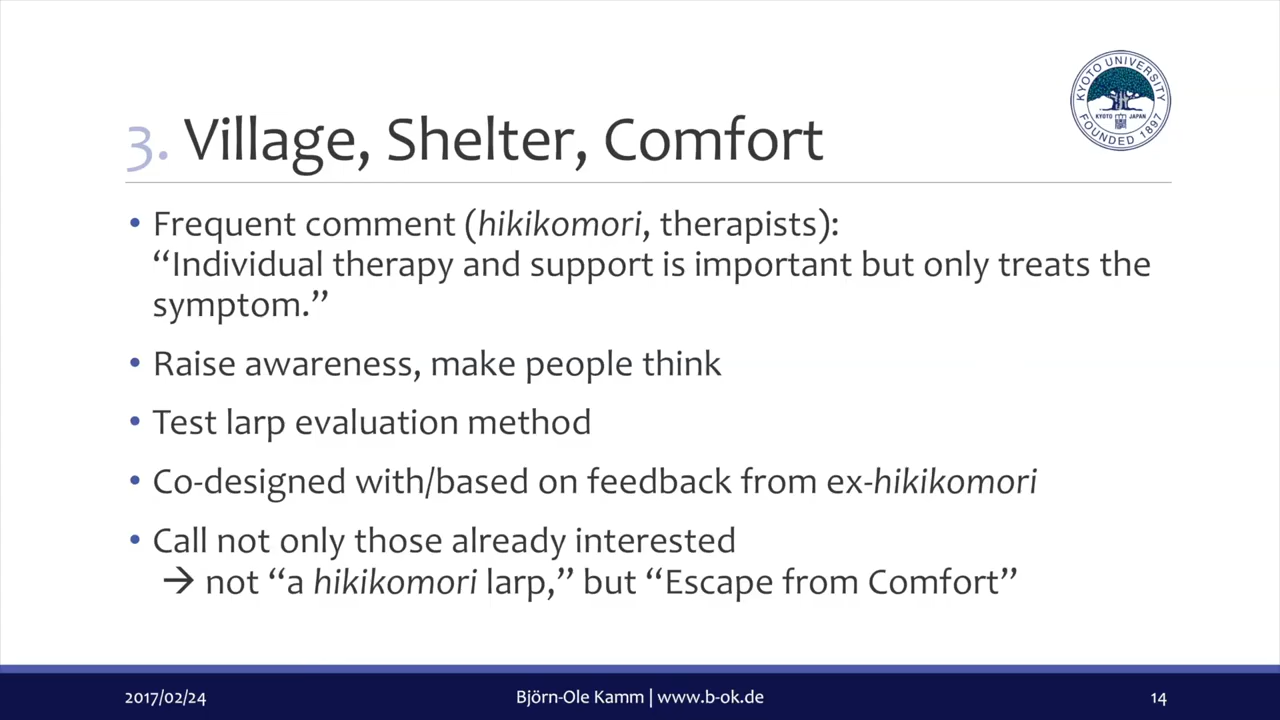 KYOTO UNIVERSITY
KYOTO JAPAN
FOUNDED 1897
3. Village, Shelter, Comfort
• Frequent comment (hikikomori, therapists):
“Individual therapy and support is important but only treats the
symptom.”
• Raise awareness, make people think
• Test larp evaluation method
• Co-designed with/based on feedback from ex-hikikomori
• Call not only those already interested
→ not “a hikikomori larp,” but “Escape from Comfort”
2017/02/24
Björn-Ole Kamm | www.b-ok.de
14